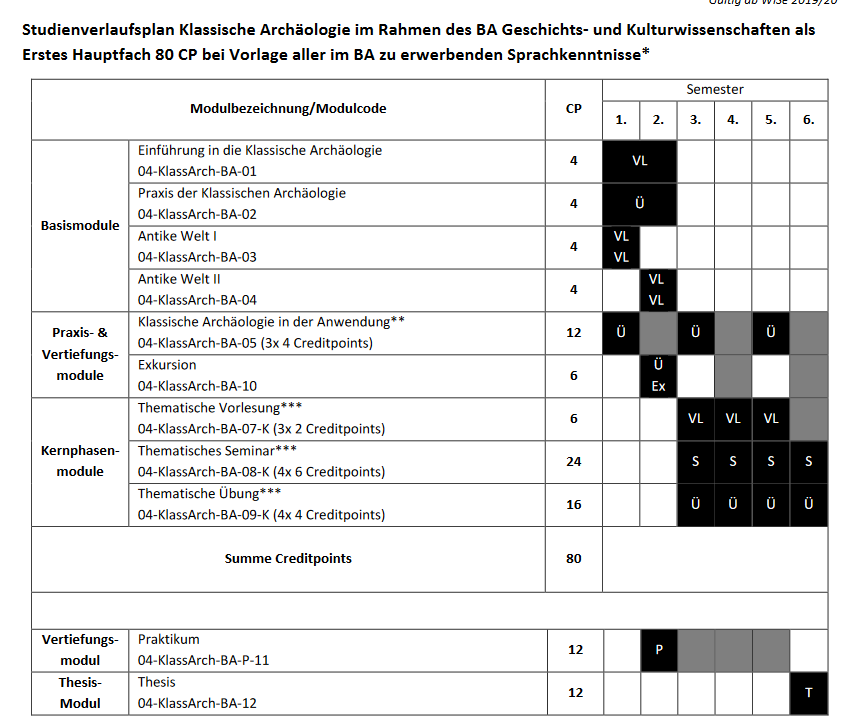 Gültig ab WiSe 2019/20
Studienverlaufsplan Klassische Archäologie im Rahmen des BA Geschichts- und Kulturwissenschaften als
Erstes Hauptfach 80 CP bei Vorlage aller im BA zu erwerbenden Sprachkenntnisse*
Modulbezeichnung/Modulcode CP Semester
1. 2. 3. 4. 5. 6.
Basismodule
Einführung in die Klassische Archäologie
04-KlassArch-BA-01 4 VL
Praxis der Klassischen Archäologie
04-KlassArch-BA-02 4 Ü
Antike Welt I
04-KlassArch-BA-03 4 VL
VL
Antike Welt II
04-KlassArch-BA-04 4 VL
VL
Praxis- &
Vertiefungs-
module
Klassische Archäologie in der Anwendung**
04-KlassArch-BA-05 (3x 4 Creditpoints) 12 Ü Ü Ü
Exkursion
04-KlassArch-BA-10 6 Ü
Ex
Kernphasen-
module
Thematische Vorlesung***
04-KlassArch-BA-07-K (3x 2 Creditpoints) 6 VL VL VL
Thematisches Seminar***
04-KlassArch-BA-08-K (4x 6 Creditpoints) 24 S S S S
Thematische Übung***
04-KlassArch-BA-09-K (4x 4 Creditpoints) 16 Ü Ü Ü Ü
Summe Creditpoints 80
Vertiefungs-
modul
Praktikum
04-KlassArch-BA-P-11 12 P
Thesis-
Modul
Thesis
04-KlassArch-BA-12 12 T